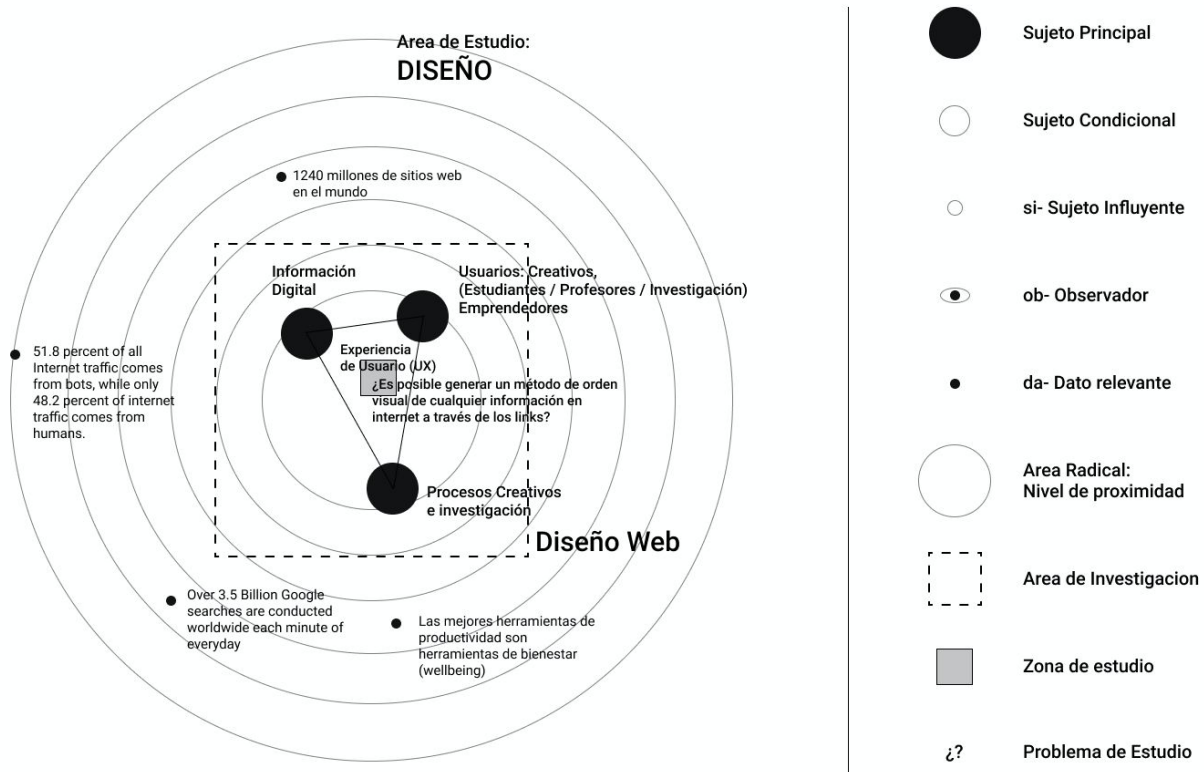 Area de Estudio:
DISEÑO
1240 millones de sitios web
en el mundo
Información
Digital
Usuarios: Creativos,
(Estudiantes / Profesores / Investigación)
Emprendedores
Experiencia
de Usuario (UX)
¿Es posible generar un método de orden
visual de cualquier información en
internet a través de los links?
51.8 percent of all
Internet traffic comes
from bots, while only
48.2 percent of internet
traffic comes from
humans.
Procesos Creativos
e investigación
Diseño Web
Over 3.5 Billion Google
searches are conducted
worldwide each minute of
everyday
Las mejores herramientas de
productividad son
herramientas de bienestar
(wellbeing)
Sujeto Principal
Sujeto Condicional
si- Sujeto Influyente
ob- Observador
da- Dato relevante
Area Radical:
Nivel de proximidad
Area de Investigacion
Zona de estudio
¿? Problema de Estudio